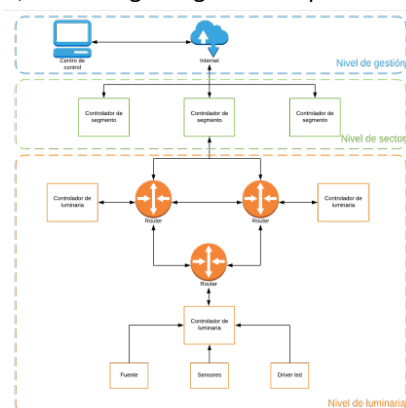 Centro de
control
Internet
Nivel de gestión
Controlador de
segmento
Controlador de
segmento
Controlador de
segmento
Nivel de sector
Controlador de
luminaria
Router
Router
Controlador de
luminaria
Router
Controlador de
luminaria
Fuente
Sensores
Driver led
Nivel de luminaria